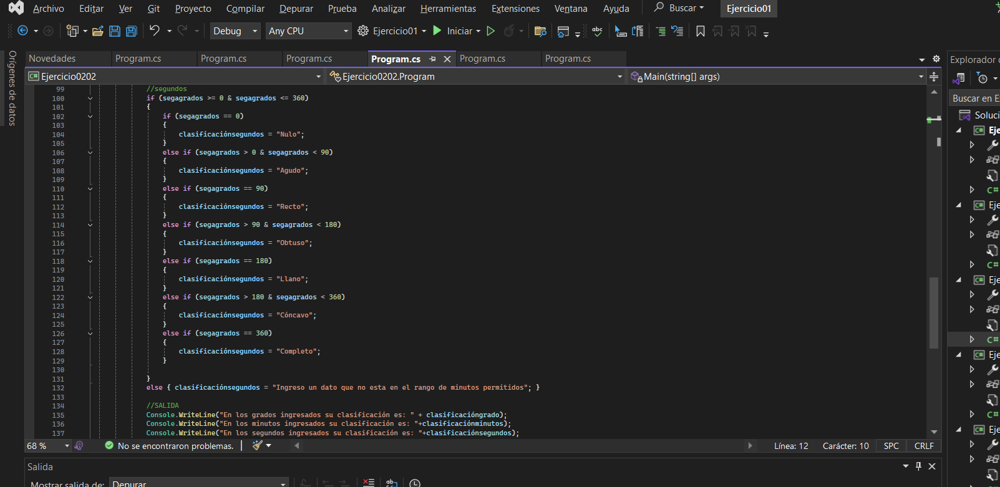 Archivo Editar Ver Git Proyecto Compilar Depurar Prueba Analizar Herramientas Extensiones Ventana Ayuda Buscar Ejercicio01
Debug Any CPU Ejercicio01 Iniciar abc
Orígenes de datos
Novedades Program.cs Program.cs Program.cs Program.cs Program.cs Program.cs
Explorador
C# Ejercicio0202 Ejercicio0202.Program Main(string[] args)
99 //segundos
100 if (segagrados >= 0 & segagrados <= 360)
101 {
102 if (segagrados == 0)
103 {
104 clasificaciónsegundos = "Nulo";
105 }
106 else if (segagrados > 0 & segagrados < 90)
107 {
108 clasificaciónsegundos = "Agudo";
109 }
110 else if (segagrados == 90)
111 {
112 clasificaciónsegundos = "Recto";
113 }
114 else if (segagrados > 90 & segagrados < 180)
115 {
116 clasificaciónsegundos = "Obtuso";
117 }
118 else if (segagrados == 180)
119 {
120 clasificaciónsegundos = "Llano";
121 }
122 else if (segagrados > 180 & segagrados < 360)
123 {
124 clasificaciónsegundos = "Cóncavo";
125 }
126 else if (segagrados == 360)
127 {
128 clasificaciónsegundos = "Completo";
129 }
130
131 }
132 else { clasificaciónsegundos = "Ingreso un dato que no esta en el rango de minutos permitidos"; }
133
134 //SALIDA
135 Console.WriteLine("En los grados ingresados su clasificación es: " + clasificacióngrado);
136 Console.WriteLine("En los minutos ingresados su clasificación es: "+clasificaciónminutos);
137 Console.WriteLine("En los segundos ingresados su clasificación es: "+clasificaciónsegundos);
68 % No se encontraron problemas. Línea: 12 Carácter: 10 SPC CRLF
Salida
Mostrar salida de: Depurar
Buscar en E
Soluci
C# Eje
C#
C# Eje
C#
C# Eje
C#
C# Eje
C#
C# Eje